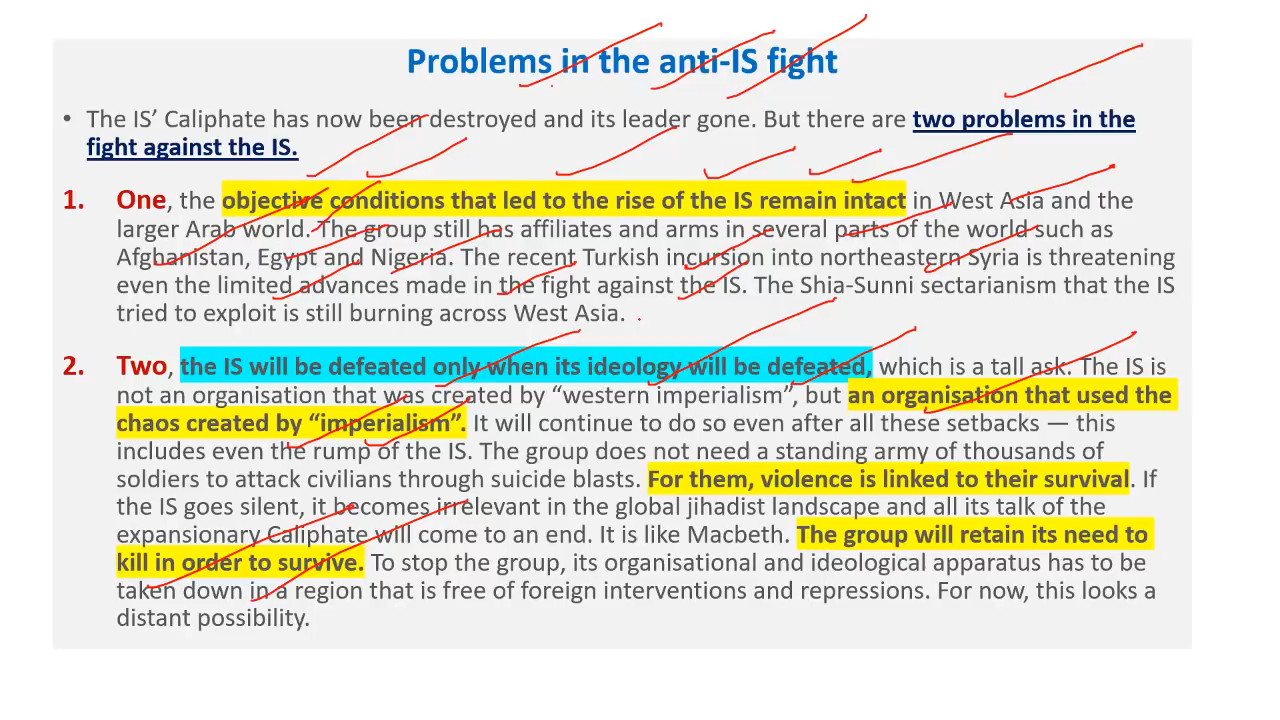 Problems in the anti-IS fight
• The IS’ Caliphate has now been destroyed and its leader gone. But there are two problems in the
fight against the IS.
1. One, the objective conditions that led to the rise of the IS remain intact in West Asia and the
larger Arab world. The group still has affiliates and arms in several parts of the world such as
Afghanistan, Egypt and Nigeria. The recent Turkish incursion into northeastern Syria is threatening
even the limited advances made in the fight against the IS. The Shia-Sunni sectarianism that the IS
tried to exploit is still burning across West Asia.
2. Two, the IS will be defeated only when its ideology will be defeated, which is a tall ask. The IS is
not an organisation that was created by “western imperialism”, but an organisation that used the
chaos created by “imperialism”. It will continue to do so even after all these setbacks — this
includes even the rump of the IS. The group does not need a standing army of thousands of
soldiers to attack civilians through suicide blasts. For them, violence is linked to their survival. If
the IS goes silent, it becomes irrelevant in the global jihadist landscape and all its talk of the
expansionary Caliphate will come to an end. It is like Macbeth. The group will retain its need to
kill in order to survive. To stop the group, its organisational and ideological apparatus has to be
taken down in a region that is free of foreign interventions and repressions. For now, this looks a
distant possibility.